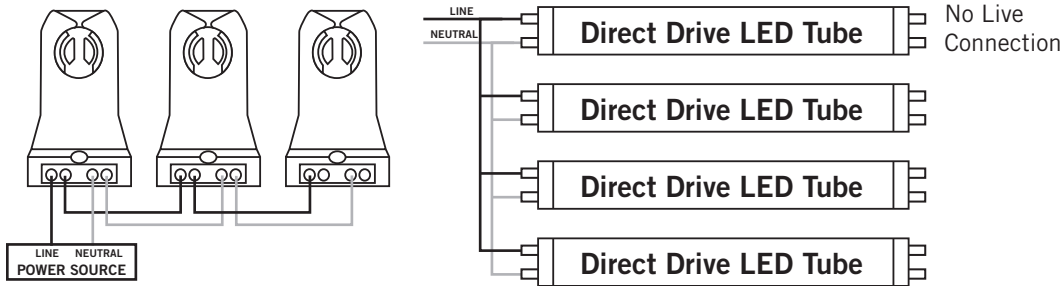 LINE NEUTRAL
POWER SOURCE
LINE
NEUTRAL
Direct Drive LED Tube
No Live
Connection
Direct Drive LED Tube
Direct Drive LED Tube
Direct Drive LED Tube